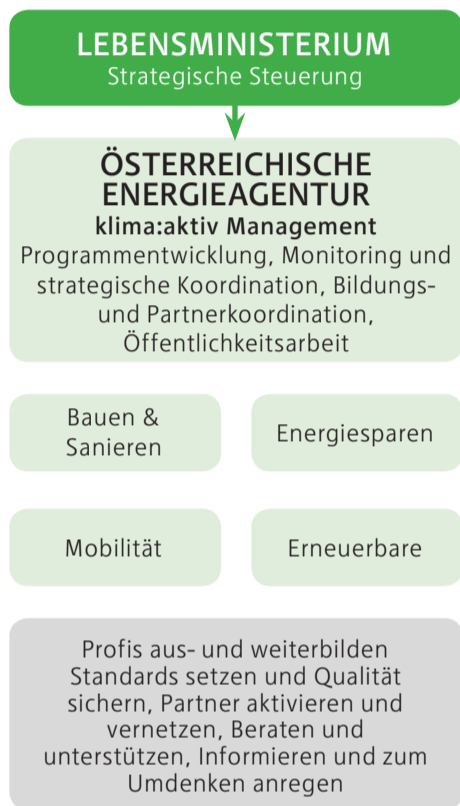 LEBENSMINISTERIUM
Strategische Steuerung
ÖSTERREICHISCHE
ENERGIEAGENTUR
klima:aktiv Management
Programmentwicklung, Monitoring und
strategische Koordination, Bildungs-
und Partnerkoordination,
Öffentlichkeitsarbeit
Bauen &
Sanieren
Energiesparen
Mobilität
Erneuerbare
Profis aus- und weiterbilden
Standards setzen und Qualität
sichern, Partner aktivieren und
vernetzen, Beraten und
unterstützen, Informieren und zum
Umdenken anregen